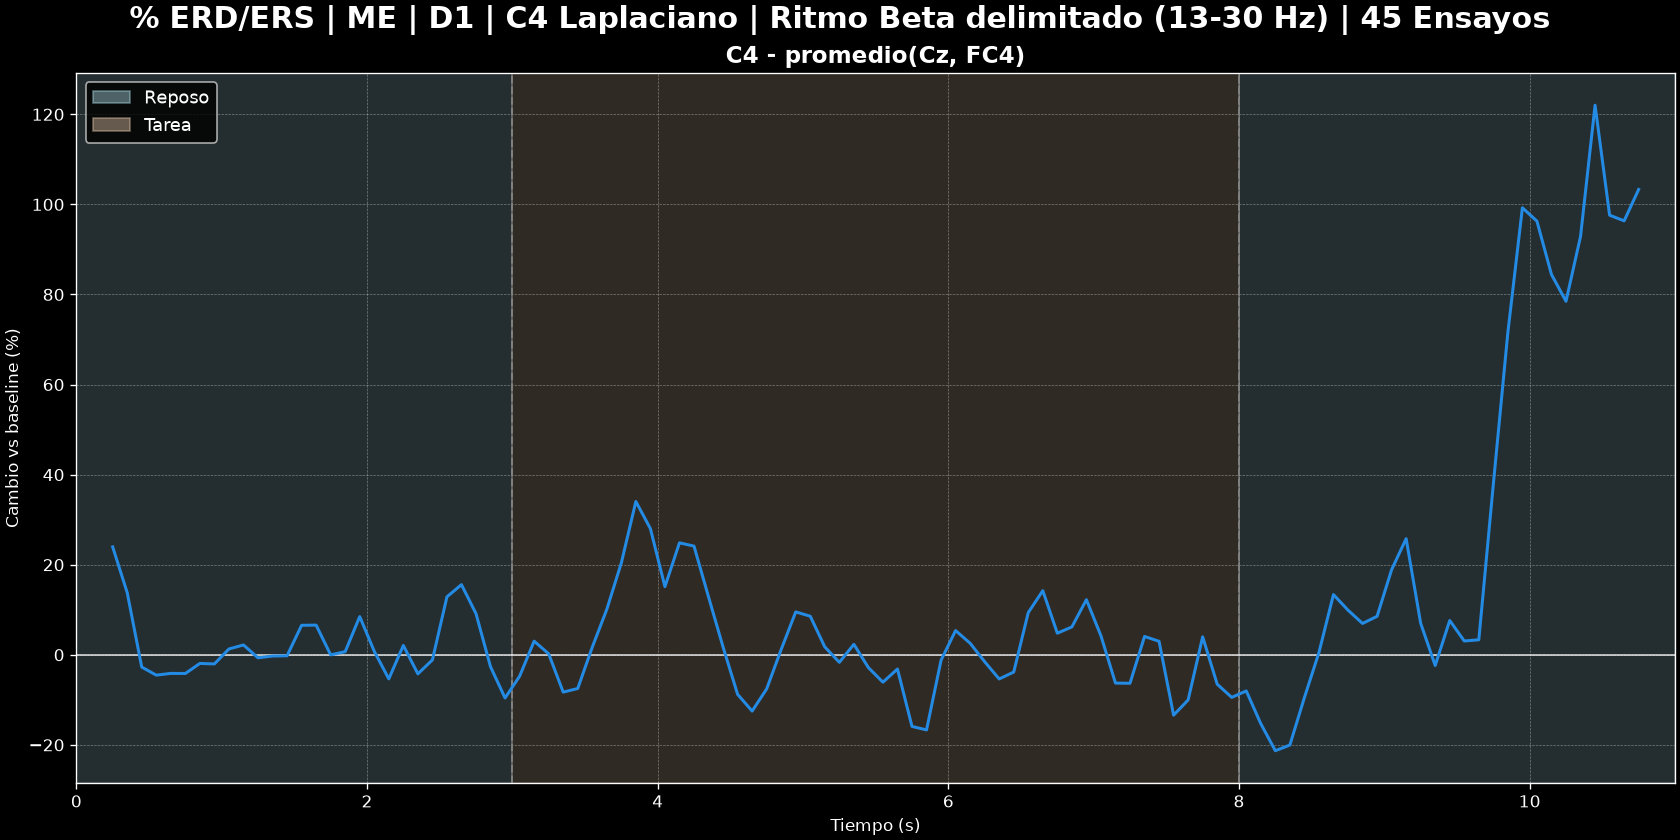 % ERD/ERS | ME | D1 | C4 Laplaciano | Ritmo Beta delimitado (13-30 Hz) | 45 Ensayos
C4 - promedio(Cz, FC4)
Reposo
Tarea
Cambio vs baseline (%)
120
100
80
60
40
20
0
−20
0 2 4 6 8 10
Tiempo (s)